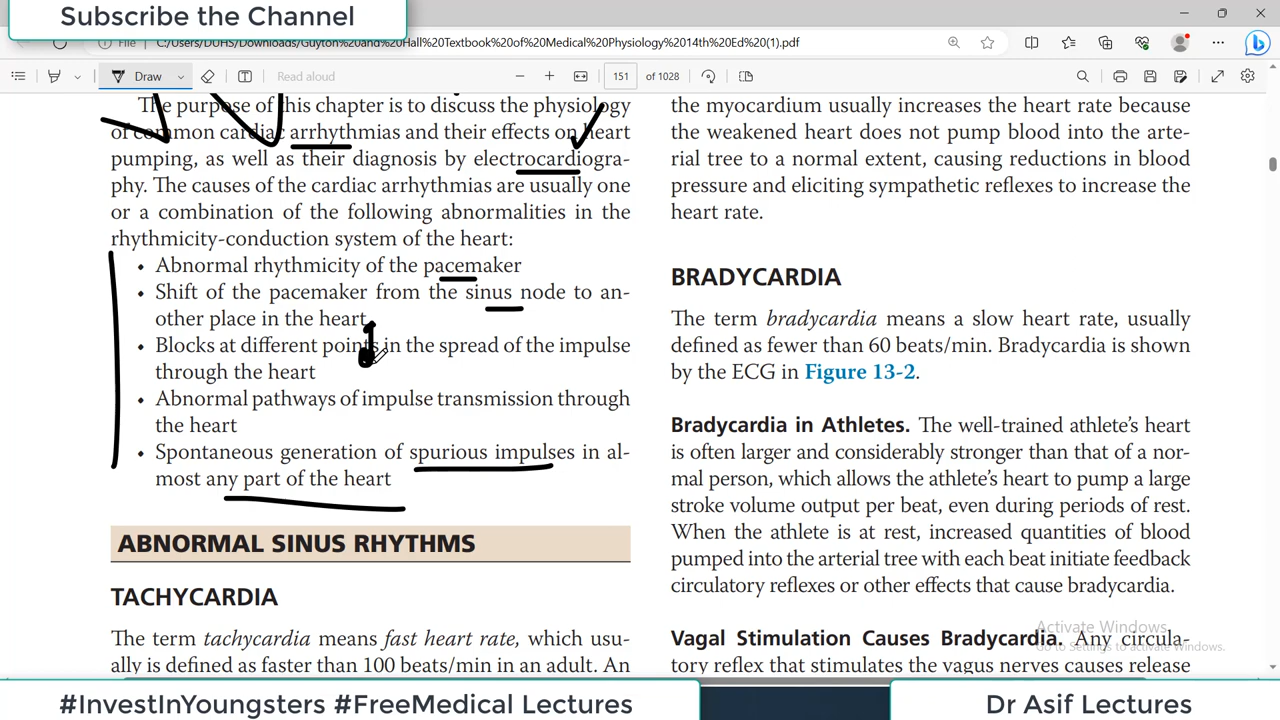 Subscribe the Channel
File
C:/Users/DUHS/Downloads/Guyton%20and%20Hall%20Textbook%20of%20Medical%20Physiology%2014th%20Ed%20(1).pdf
Draw
Read aloud
151 of 1028
The purpose of this chapter is to discuss the physiology
of common cardiac arrhythmias and their effects on heart
pumping, as well as their diagnosis by electrocardiogra-
phy. The causes of the cardiac arrhythmias are usually one
or a combination of the following abnormalities in the
rhythmicity-conduction system of the heart:
• Abnormal rhythmicity of the pacemaker
• Shift of the pacemaker from the sinus node to an-
other place in the heart
• Blocks at different points in the spread of the impulse
through the heart
• Abnormal pathways of impulse transmission through
the heart
• Spontaneous generation of spurious impulses in al-
most any part of the heart
ABNORMAL SINUS RHYTHMS
TACHYCARDIA
The term tachycardia means fast heart rate, which usu-
ally is defined as faster than 100 beats/min in an adult. An
the myocardium usually increases the heart rate because
the weakened heart does not pump blood into the arte-
rial tree to a normal extent, causing reductions in blood
pressure and eliciting sympathetic reflexes to increase the
heart rate.
BRADYCARDIA
The term bradycardia means a slow heart rate, usually
defined as fewer than 60 beats/min. Bradycardia is shown
by the ECG in Figure 13-2.
Bradycardia in Athletes. The well-trained athlete's heart
is often larger and considerably stronger than that of a nor-
mal person, which allows the athlete's heart to pump a large
stroke volume output per beat, even during periods of rest.
When the athlete is at rest, increased quantities of blood
pumped into the arterial tree with each beat initiate feedback
circulatory reflexes or other effects that cause bradycardia.
Vagal Stimulation Causes Bradycardia. Any circula-
tory reflex that stimulates the vagus nerves causes release
Activate Windows
Go to Settings to activate Windows.
#InvestInYoungsters #FreeMedical Lectures
Dr Asif Lectures